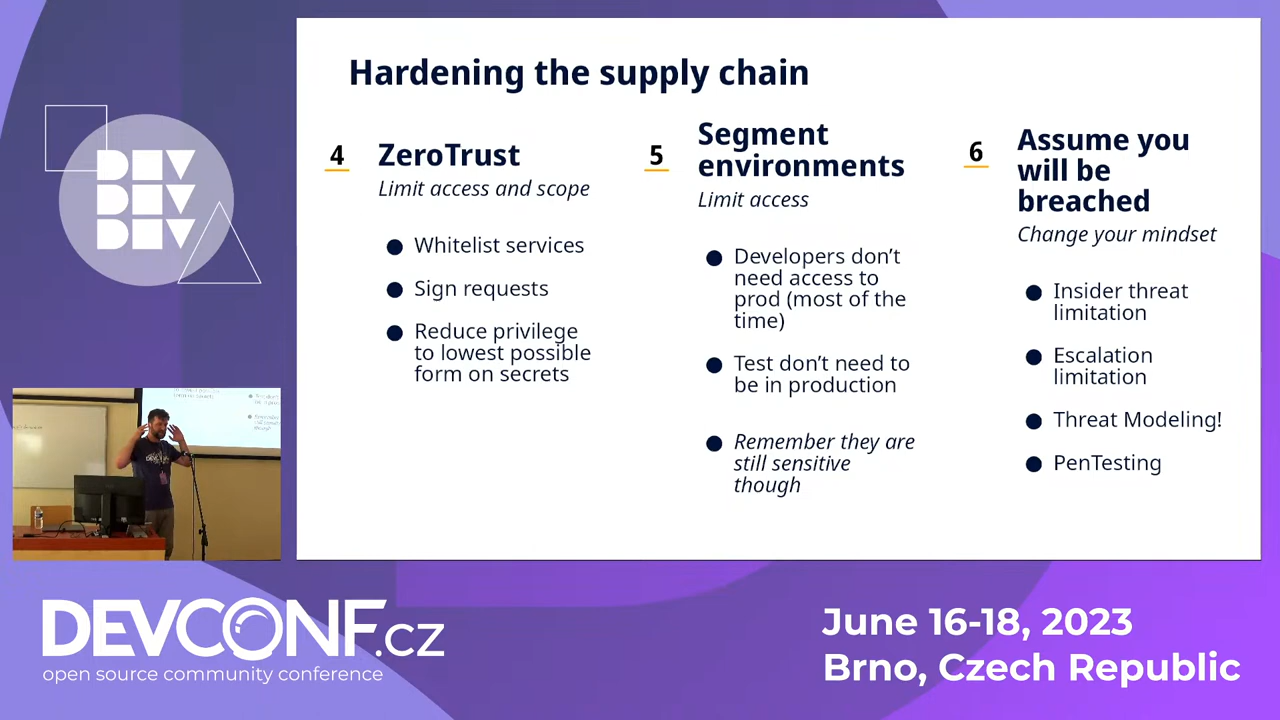 Hardening the supply chain
4
ZeroTrust
Limit access and scope
Whitelist services
Sign requests
Reduce privilege
to lowest possible
form on secrets
5
Segment
environments
Limit access
Developers don't
need access to
prod (most of the
time)
Test don't need to
be in production
Remember they are
still sensitive
though
6
Assume you
will be
breached
Change your mindset
Insider threat
limitation
Escalation
limitation
Threat Modeling!
PenTesting
DEV
DEV
DEV
DEVCONF.cz
open source community conference
June 16-18, 2023
Brno, Czech Republic